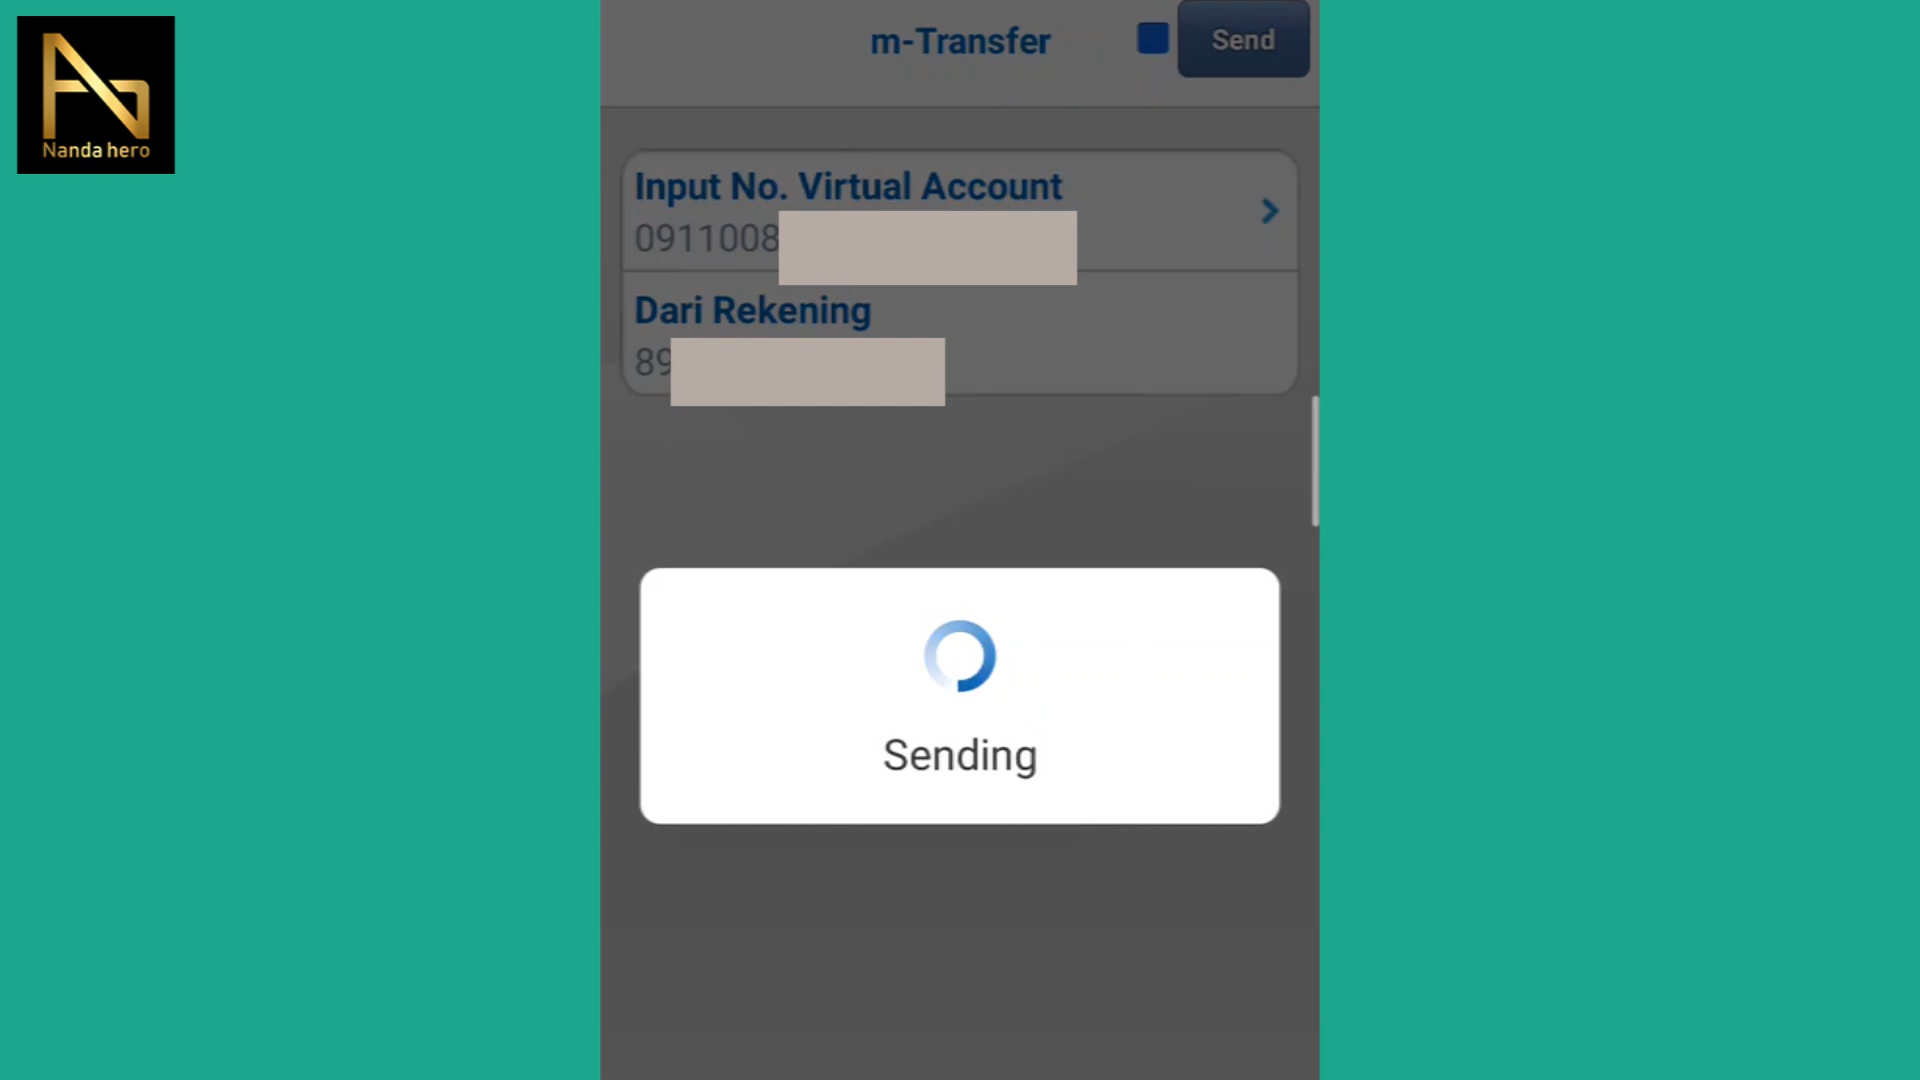 Nanda hero
m-Transfer
Send
Input No. Virtual Account
0911008
Dari Rekening
89
Sending